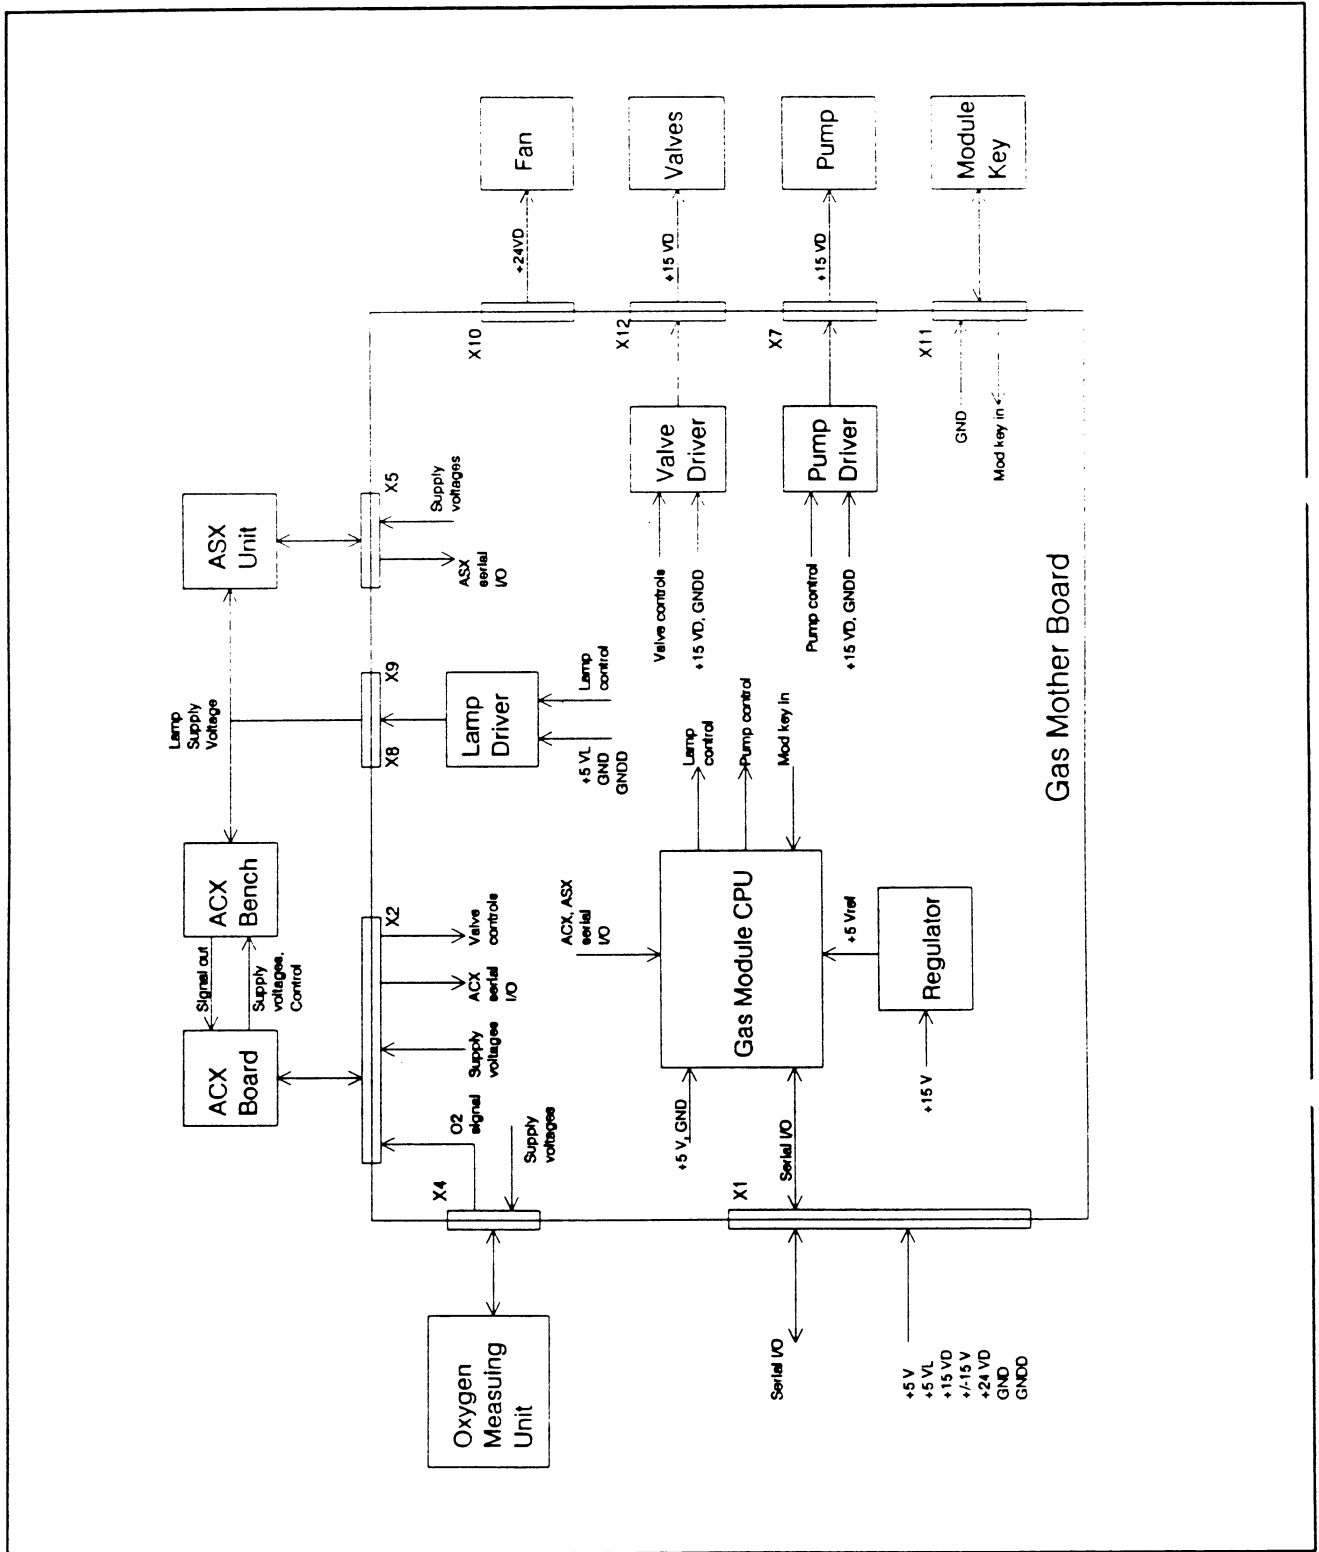 ACX
Board
Signal out
Supply
voltages,
Control
ACX
Bench
Lamp
Supply
Voltage
ASX
Unit
X2
X8
X9
X5
O2
signal
Supply
voltages
ACX
serial
I/O
Valve
controls
Lamp
Driver
+5 VL
GND
GNDD
Lamp
control
ASX
serial
I/O
Supply
voltages
X10
+24VD
Fan
Oxygen
Measuing
Unit
X4
Supply
voltages
ACX, ASX
serial
I/O
Valve controls
+15 VD, GNDD
Valve
Driver
X12
+15 VD
Valves
+5 V, GND
Serial I/O
Gas Module CPU
Lamp
control
Pump control
Mod key in
Pump control
+15 VD, GNDD
Pump
Driver
X7
+15 VD
Pump
X1
Serial I/O
+5 Vref
+15 V
Regulator
GND
Mod key in
X11
Module
Key
+5 V
+5 VL
+15 VD
+/-15 V
+24 VD
GND
GNDD
Gas Mother Board